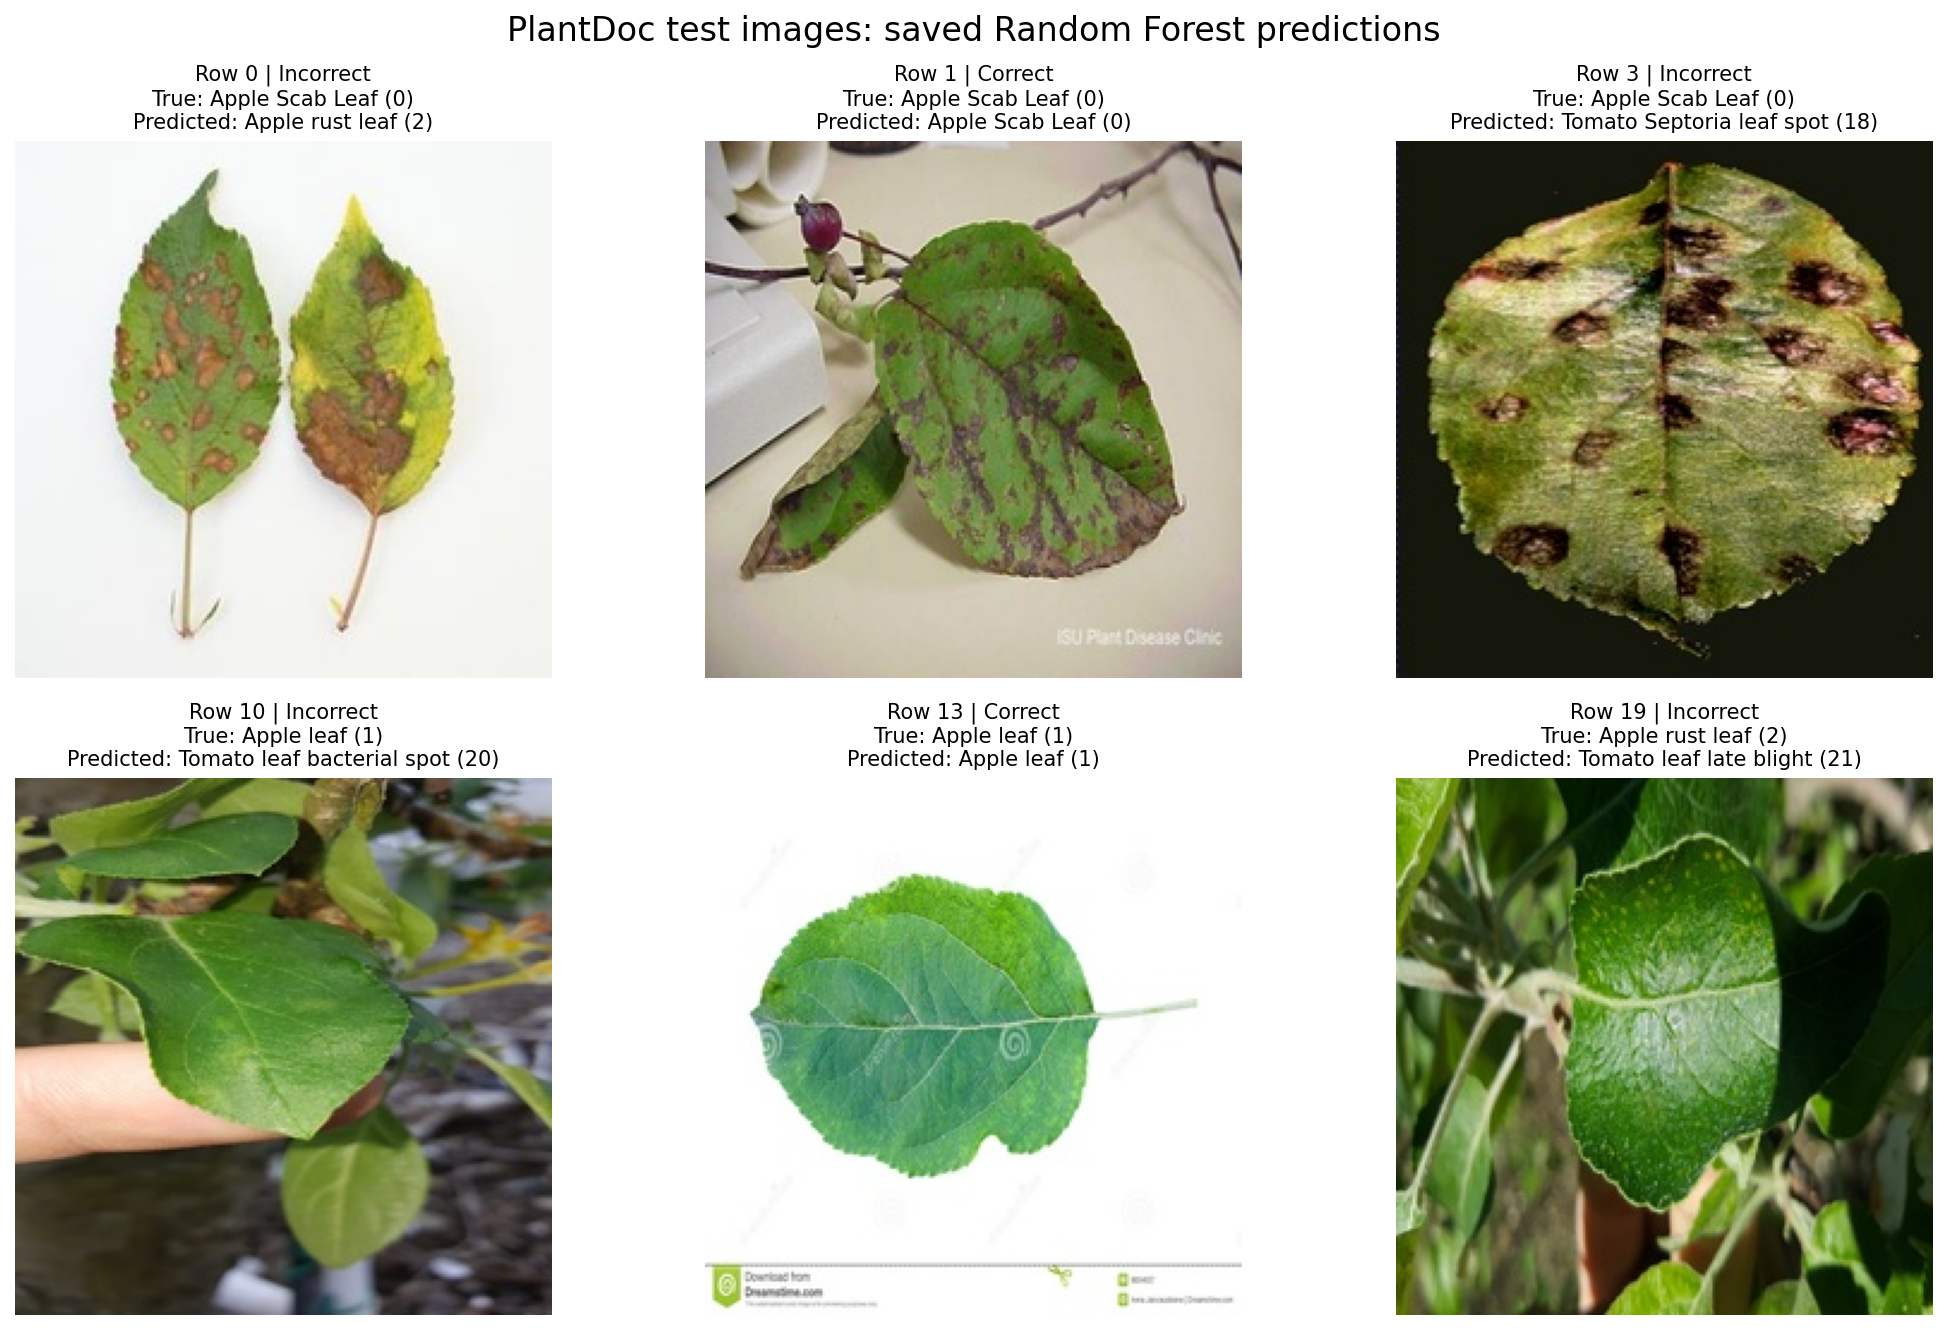 PlantDoc test images: saved Random Forest predictions
Row 0 | Incorrect
True: Apple Scab Leaf (0)
Predicted: Apple rust leaf (2)
Row 1 | Correct
True: Apple Scab Leaf (0)
Predicted: Apple Scab Leaf (0)
Row 3 | Incorrect
True: Apple Scab Leaf (0)
Predicted: Tomato Septoria leaf spot (18)
ISU Plant Disease Clinic
Row 10 | Incorrect
True: Apple leaf (1)
Predicted: Tomato leaf bacterial spot (20)
Row 13 | Correct
True: Apple leaf (1)
Predicted: Apple leaf (1)
Row 19 | Incorrect
True: Apple rust leaf (2)
Predicted: Tomato leaf late blight (21)
Download from
Dreamstime.com